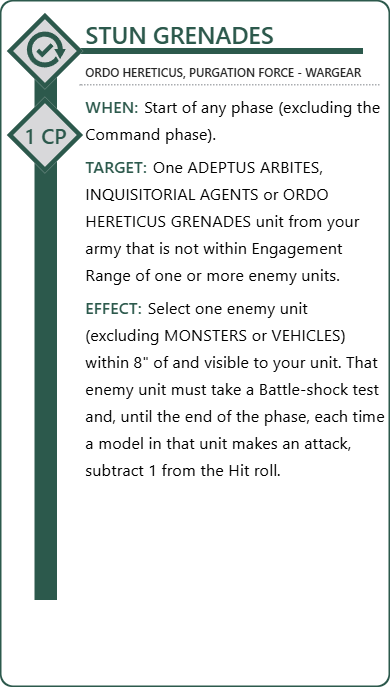 STUN GRENADES
ORDO HERETICUS, PURGATION FORCE - WARGEAR
1 CP
WHEN: Start of any phase (excluding the
Command phase).
TARGET: One ADEPTUS ARBITES,
INQUISITORIAL AGENTS or ORDO
HERETICUS GRENADES unit from your
army that is not within Engagement
Range of one or more enemy units.
EFFECT: Select one enemy unit
(excluding MONSTERS or VEHICLES)
within 8" of and visible to your unit. That
enemy unit must take a Battle-shock test
and, until the end of the phase, each time
a model in that unit makes an attack,
subtract 1 from the Hit roll.